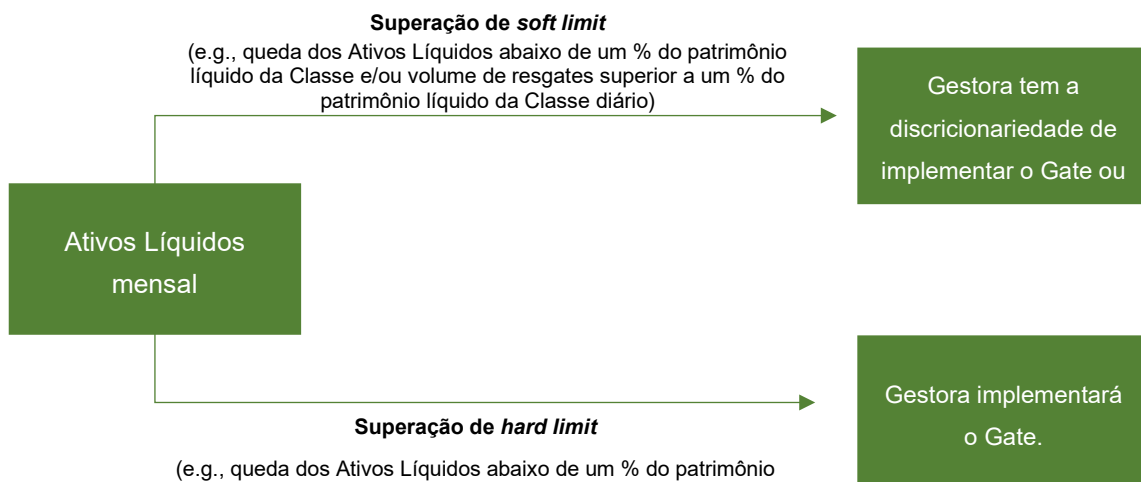 Superação de soft limit
(e.g., queda dos Ativos Líquidos abaixo de um % do patrimônio
líquido da Classe e/ou volume de resgates superior a um % do
patrimônio líquido da Classe diário)
Gestora tem a
discricionariedade de
implementar o Gate ou
Ativos Líquidos
mensal
Superação de hard limit
(e.g., queda dos Ativos Líquidos abaixo de um % do patrimônio
Gestora implementará
o Gate.